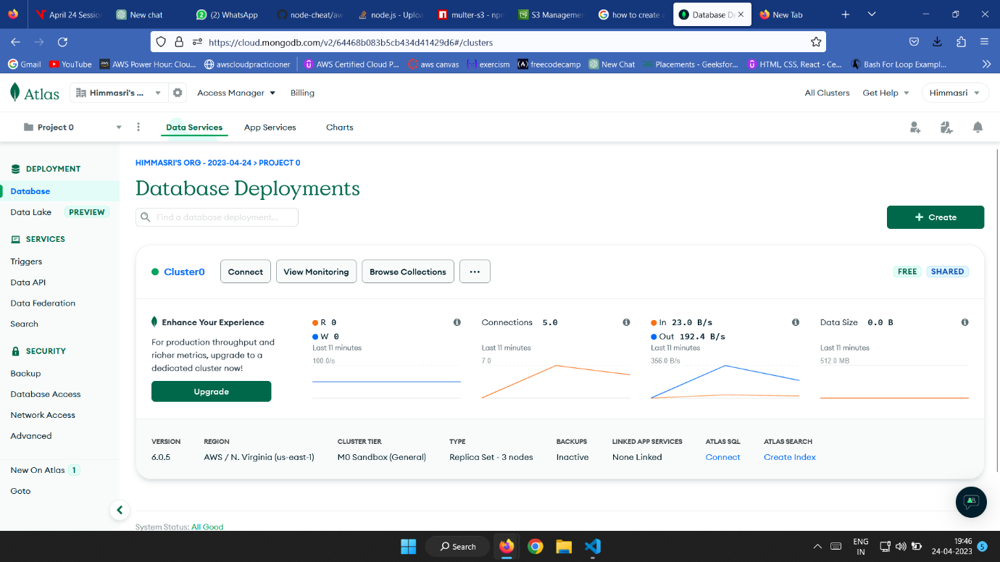 April 24 Session
New chat
(2) WhatsApp
node-cheat/aw
node.js - Uploa
multer-s3 - npm
S3 Managemen
how to create a
Database De
New Tab
https://cloud.mongodb.com/v2/64468b083b5cb434d41429d6#/clusters
Gmail
YouTube
AWS Power Hour: Clou...
awscloudpractioner
AWS Certified Cloud P...
aws canvas
exercism
freecodecamp
New Chat
Placements - Geeksfor...
HTML, CSS, React - Ce...
Bash For Loop Exampl...
Atlas
Himmasri's ...
Access Manager
Billing
All Clusters
Get Help
Himmasri
Project 0
Data Services
App Services
Charts
DEPLOYMENT
Database
Data Lake PREVIEW
SERVICES
Triggers
Data API
Data Federation
Search
SECURITY
Backup
Database Access
Network Access
Advanced
New On Atlas 1
Goto
HIMMASRI'S ORG - 2023-04-24 > PROJECT 0
Database Deployments
Find a database deployment...
+ Create
Cluster0
Connect
View Monitoring
Browse Collections
...
FREE
SHARED
Enhance Your Experience
For production throughput and
richer metrics, upgrade to a
dedicated cluster now!
Upgrade
R 0
W 0
Last 11 minutes
100.0/s
Connections 5.0
Last 11 minutes
7.0
In 23.0 B/s
Out 192.4 B/s
Last 11 minutes
356.0 B/s
Data Size 0.0 B
Last 11 minutes
512.0 MB
VERSION
6.0.5
REGION
AWS / N. Virginia (us-east-1)
CLUSTER TIER
M0 Sandbox (General)
TYPE
Replica Set - 3 nodes
BACKUPS
Inactive
LINKED APP SERVICES
None Linked
ATLAS SQL
Connect
ATLAS SEARCH
Create Index
System Status: All Good
Search
ENG
IN
19:46
24-04-2023
5